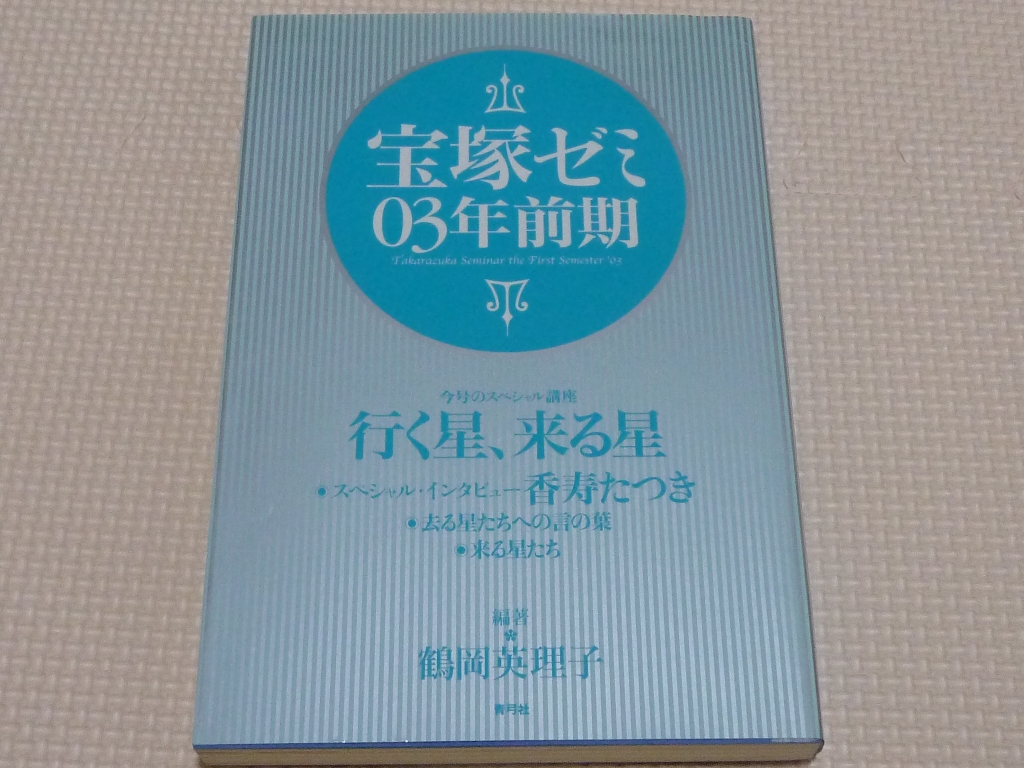 宝塚ゼミ
03年前期
Takarazuka Seminar the First Semester '03
今号のスペシャル講座
行く星、来る星
●スペシャル・インタビュー 香寿たつき
●去る星たちへの言の葉
●来る星たち
編著
鶴岡英理子
青弓社